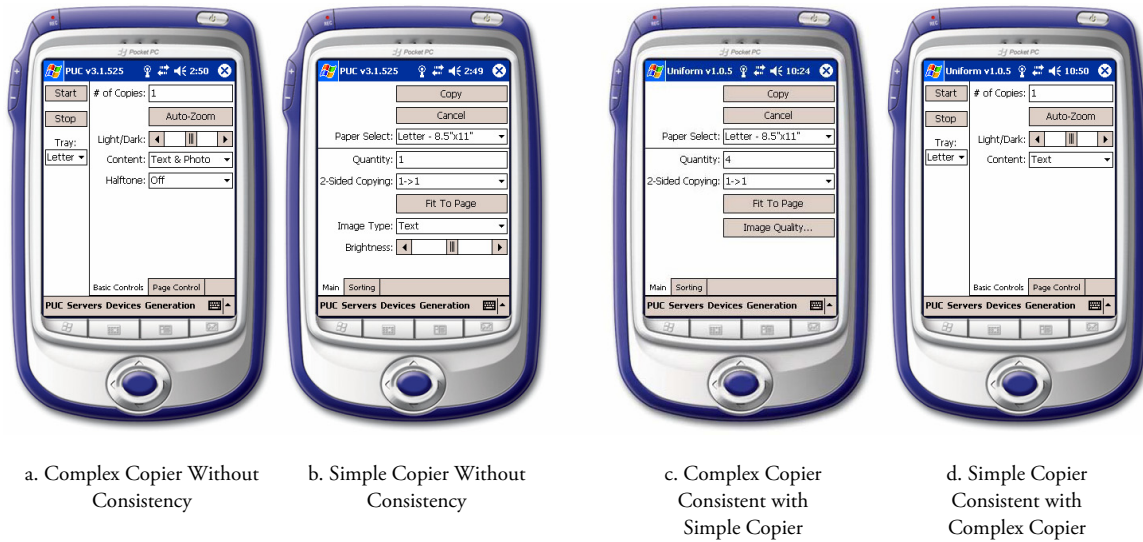 REC
Pocket PC
PUC v3.1.525 2:50
Start
# of Copies: 1
Stop
Auto-Zoom
Tray:
Letter
Light/Dark:
Content: Text & Photo
Halftone: Off
Basic Controls Page Control
PUC Servers Devices Generation
REC
Pocket PC
PUC v3.1.525 2:49
Copy
Cancel
Paper Select: Letter - 8.5"x11"
Quantity: 1
2-Sided Copying: 1->1
Fit To Page
Image Type: Text
Brightness:
Main Sorting
PUC Servers Devices Generation
REC
Pocket PC
Uniform v1.0.5 10:24
Copy
Cancel
Paper Select: Letter - 8.5"x11"
Quantity: 4
2-Sided Copying: 1->1
Fit To Page
Image Quality...
Main Sorting
PUC Servers Devices Generation
REC
Pocket PC
Uniform v1.0.5 10:50
Start
# of Copies: 1
Stop
Auto-Zoom
Tray:
Letter
Light/Dark:
Content: Text
Basic Controls Page Control
PUC Servers Devices Generation
a. Complex Copier Without
Consistency
b. Simple Copier Without
Consistency
c. Complex Copier
Consistent with
Simple Copier
d. Simple Copier
Consistent with
Complex Copier